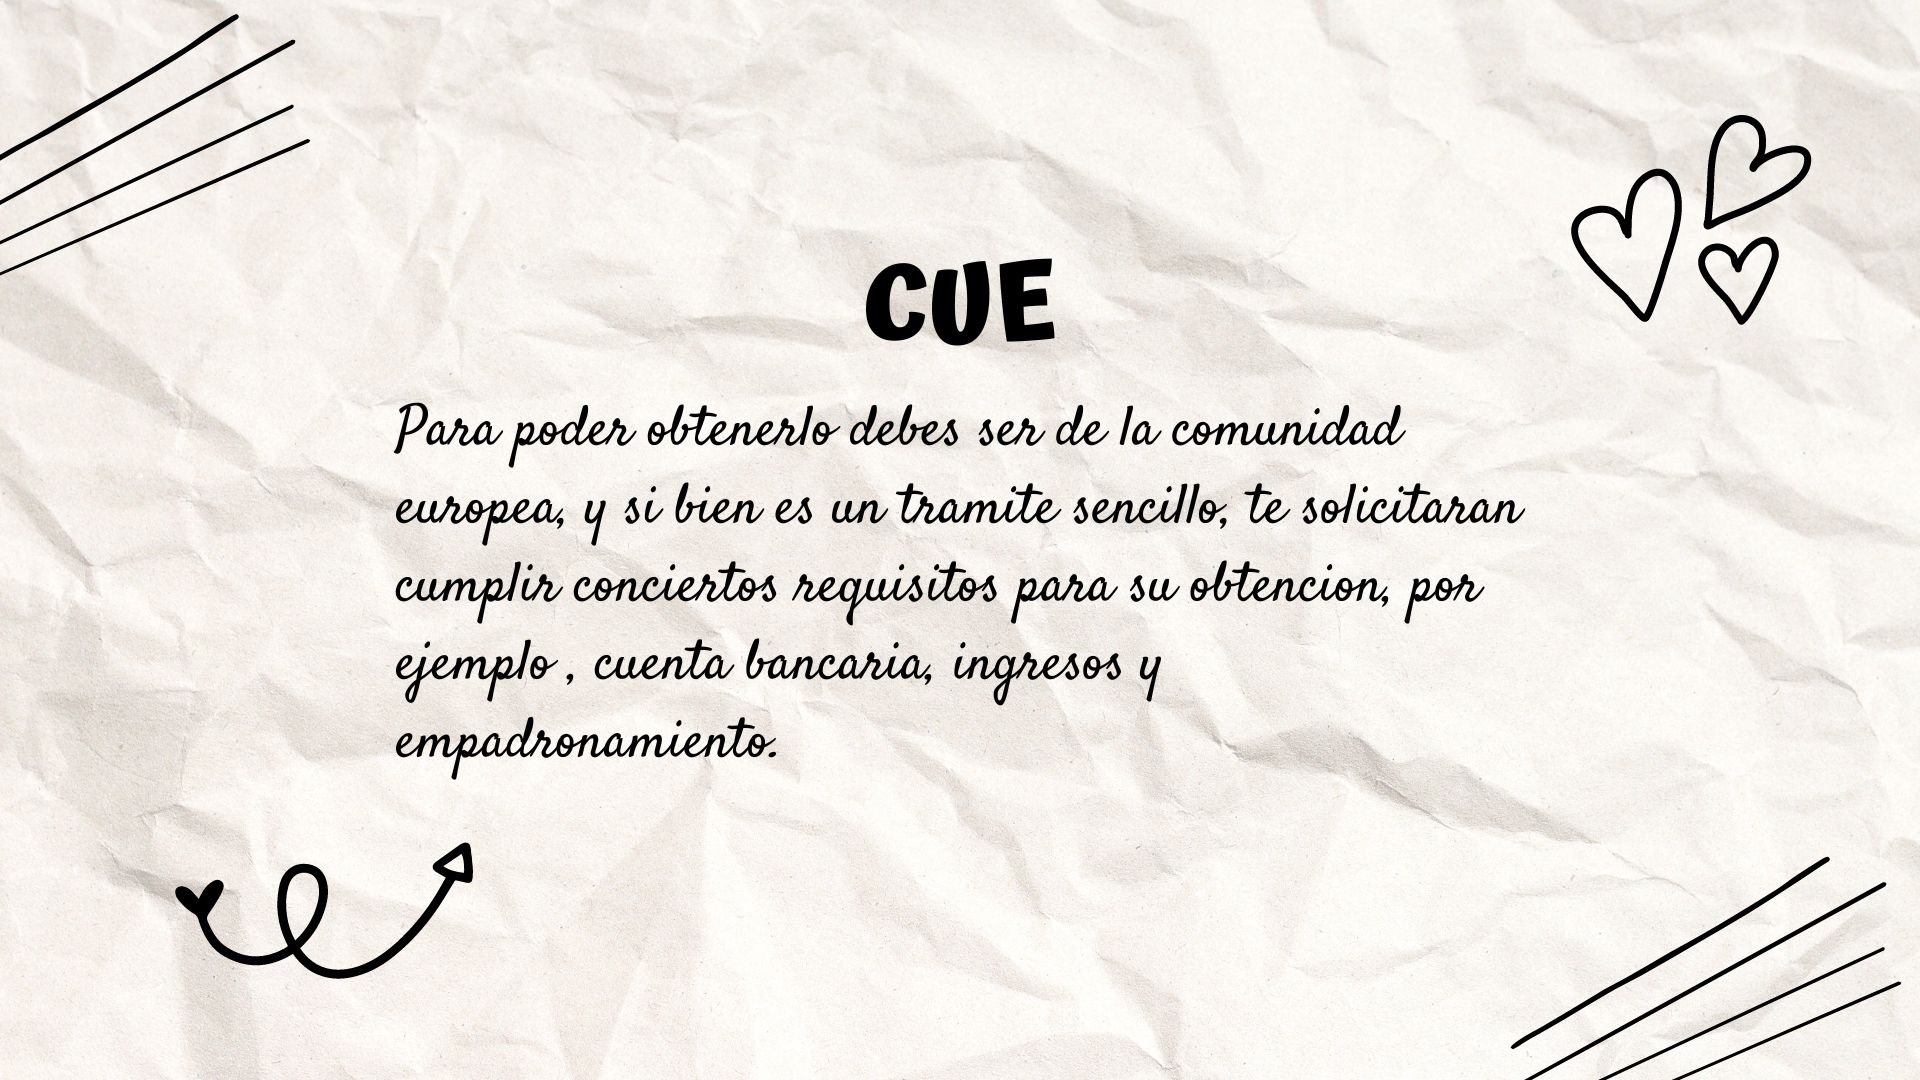 CUE
Para poder obtenerlo debes ser de la comunidad
europea, y si bien es un tramite sencillo, te solicitaran
cumplir conciertos requisitos para su obtencion, por
ejemplo , cuenta bancaria, ingresos y
empadronamiento.